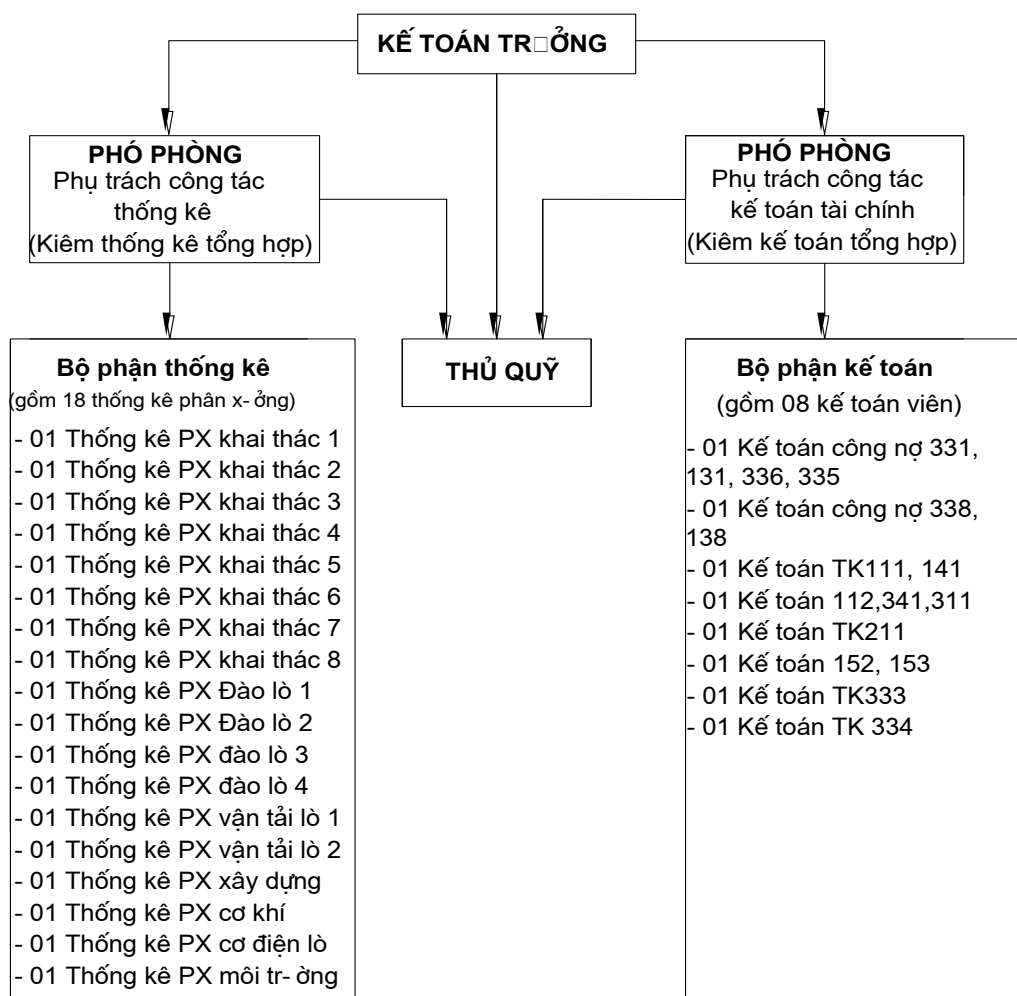 KẾ TOÁN TR□ỞNG
PHÓ PHÒNG
Phụ trách công tác
thống kê
(Kiêm thống kê tổng hợp)
PHÓ PHÒNG
Phụ trách công tác
kế toán tài chính
(Kiêm kế toán tổng hợp)
Bộ phận thống kê
(gồm 18 thống kê phân x- ởng)
- 01 Thống kê PX khai thác 1
- 01 Thống kê PX khai thác 2
- 01 Thống kê PX khai thác 3
- 01 Thống kê PX khai thác 4
- 01 Thống kê PX khai thác 5
- 01 Thống kê PX khai thác 6
- 01 Thống kê PX khai thác 7
- 01 Thống kê PX khai thác 8
- 01 Thống kê PX Đào lò 1
- 01 Thống kê PX Đào lò 2
- 01 Thống kê PX đào lò 3
- 01 Thống kê PX đào lò 4
- 01 Thống kê PX vận tải lò 1
- 01 Thống kê PX vận tải lò 2
- 01 Thống kê PX xây dựng
- 01 Thống kê PX cơ khí
- 01 Thống kê PX cơ điện lò
- 01 Thống kê PX môi tr- ờng
THỦ QUỸ
Bộ phận kế toán
(gồm 08 kế toán viên)
- 01 Kế toán công nợ 331,
131, 336, 335
- 01 Kế toán công nợ 338,
138
- 01 Kế toán TK111, 141
- 01 Kế toán 112,341,311
- 01 Kế toán TK211
- 01 Kế toán 152, 153
- 01 Kế toán TK333
- 01 Kế toán TK 334